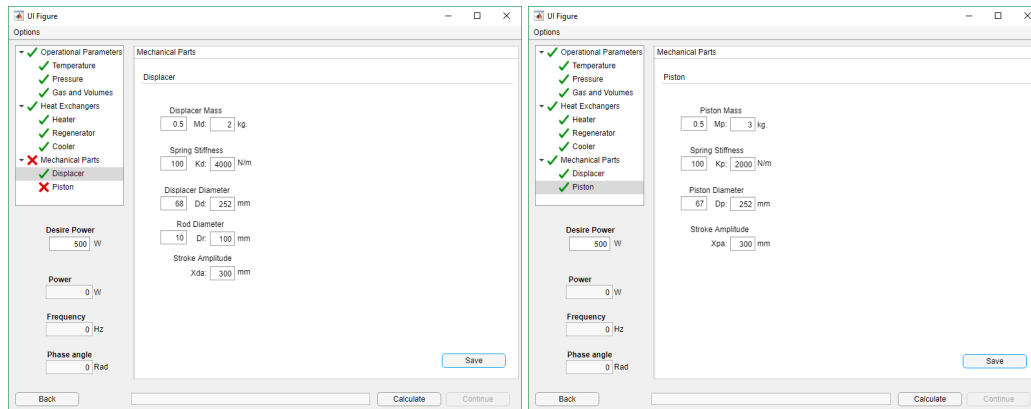 UI Figure
Options
Operational Parameters
Temperature
Pressure
Gas and Volumes
Heat Exchangers
Heater
Regenerator
Cooler
Mechanical Parts
Displacer
Piston
Desire Power
500 W
Power
0 W
Frequency
0 Hz
Phase angle
0 Rad
Mechanical Parts
Displacer
Displacer Mass
0.5 Md: 2 kg.
Spring Stiffness
100 Kd: 4000 N/m
Displacer Diameter
68 Dd: 252 mm
Rod Diameter
10 Dr: 100 mm
Stroke Amplitude
Xda: 300 mm
Save
Back Calculate Continue
UI Figure
Options
Operational Parameters
Temperature
Pressure
Gas and Volumes
Heat Exchangers
Heater
Regenerator
Cooler
Mechanical Parts
Displacer
Piston
Desire Power
500 W
Power
0 W
Frequency
0 Hz
Phase angle
0 Rad
Mechanical Parts
Piston
Piston Mass
0.5 Mp: 3 kg.
Spring Stiffness
100 Kp: 2000 N/m
Piston Diameter
67 Dp: 252 mm
Stroke Amplitude
Xpa: 300 mm
Save
Back Calculate Continue